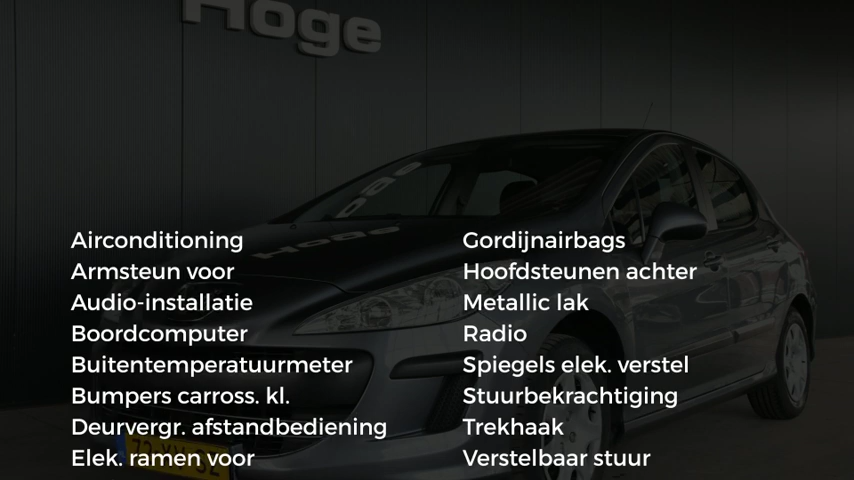 Hoge
Airconditioning
Armsteun voor
Audio-installatie
Boordcomputer
Buitentemperatuurmeter
Bumpers carross. kl.
Deurvergr. afstandbediening
Elek. ramen voor
Gordijnairbags
Hoofdsteunen achter
Metallic lak
Radio
Spiegels elek. verstel
Stuurbekrachtiging
Trekhaak
Verstelbaar stuur